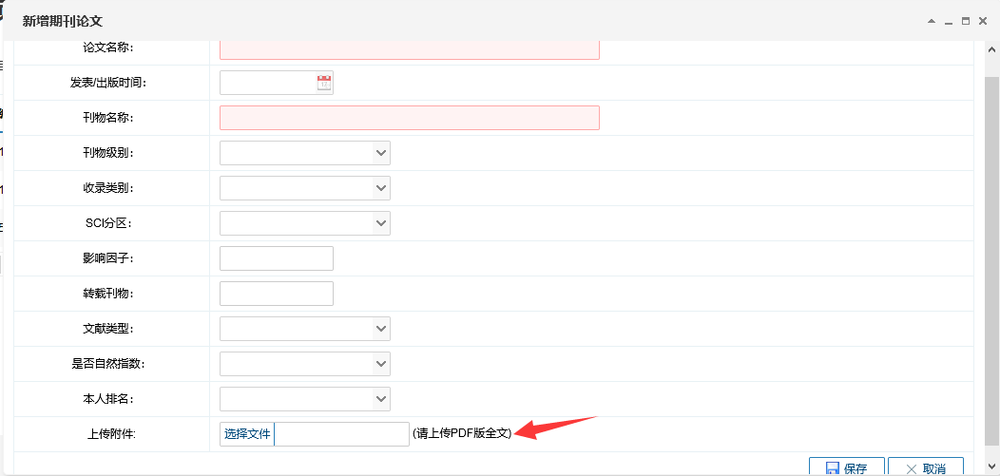 新增期刊论文
论文名称:
发表/出版时间:
刊物名称:
刊物级别:
收录类别:
SCI分区:
影响因子:
转载刊物:
文献类型:
是否自然指数:
本人排名:
上传附件: 选择文件 (请上传PDF版全文)
保存 取消